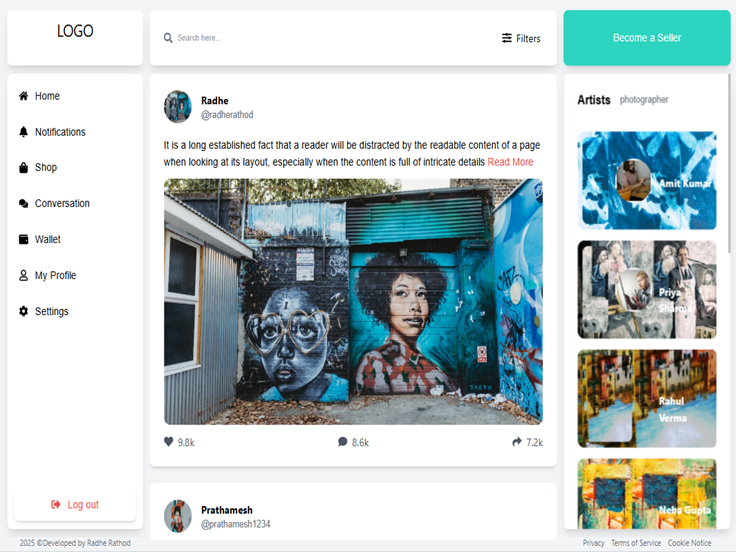 LOGO
Search here...
Filters
Become a Seller
Home
Notifications
Shop
Conversation
Wallet
My Profile
Settings
Log out
2025 ©Developed by Radhe Rathod
Radhe
@radherathod
It is a long established fact that a reader will be distracted by the readable content of a page
when looking at its layout, especially when the content is full of intricate details Read More
9.8k
8.6k
7.2k
Prathamesh
@prathamesh1234
Artists photographer
Amit Kumar
Priya
Sharma
Rahul
Verma
Neha Gupta
Privacy Terms of Service Cookie Notice